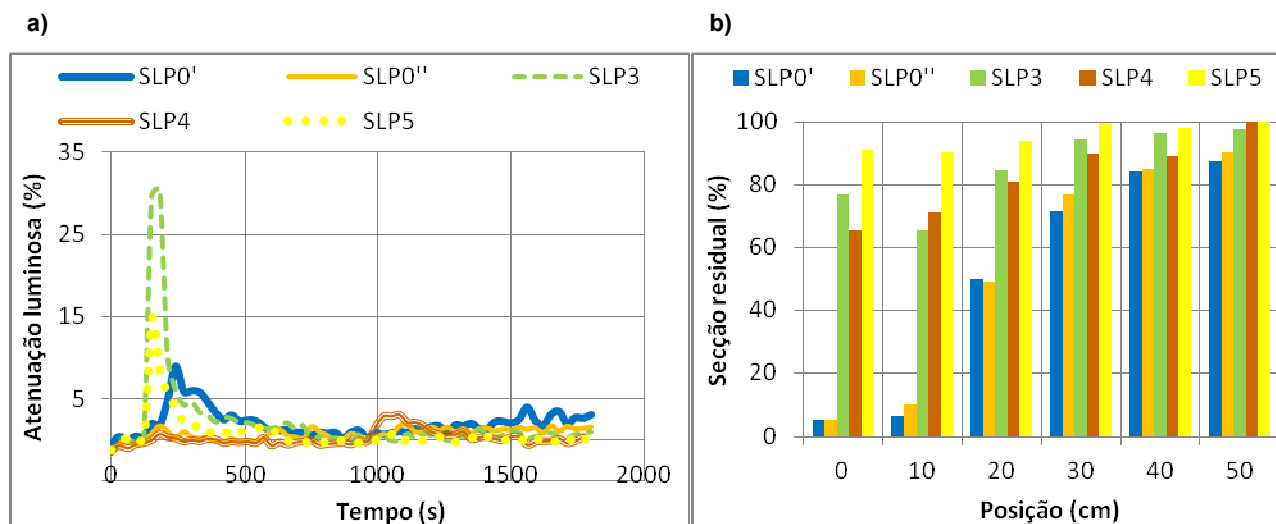 a)
SLP0' SLP0'' SLP3
SLP4 SLP5
35
25
15
5
Atenuação luminosa (%)
0 500 1000 1500 2000
Tempo (s)
b)
SLP0' SLP0'' SLP3 SLP4 SLP5
100
80
60
40
20
0
Secção residual (%)
0 10 20 30 40 50
Posição (cm)